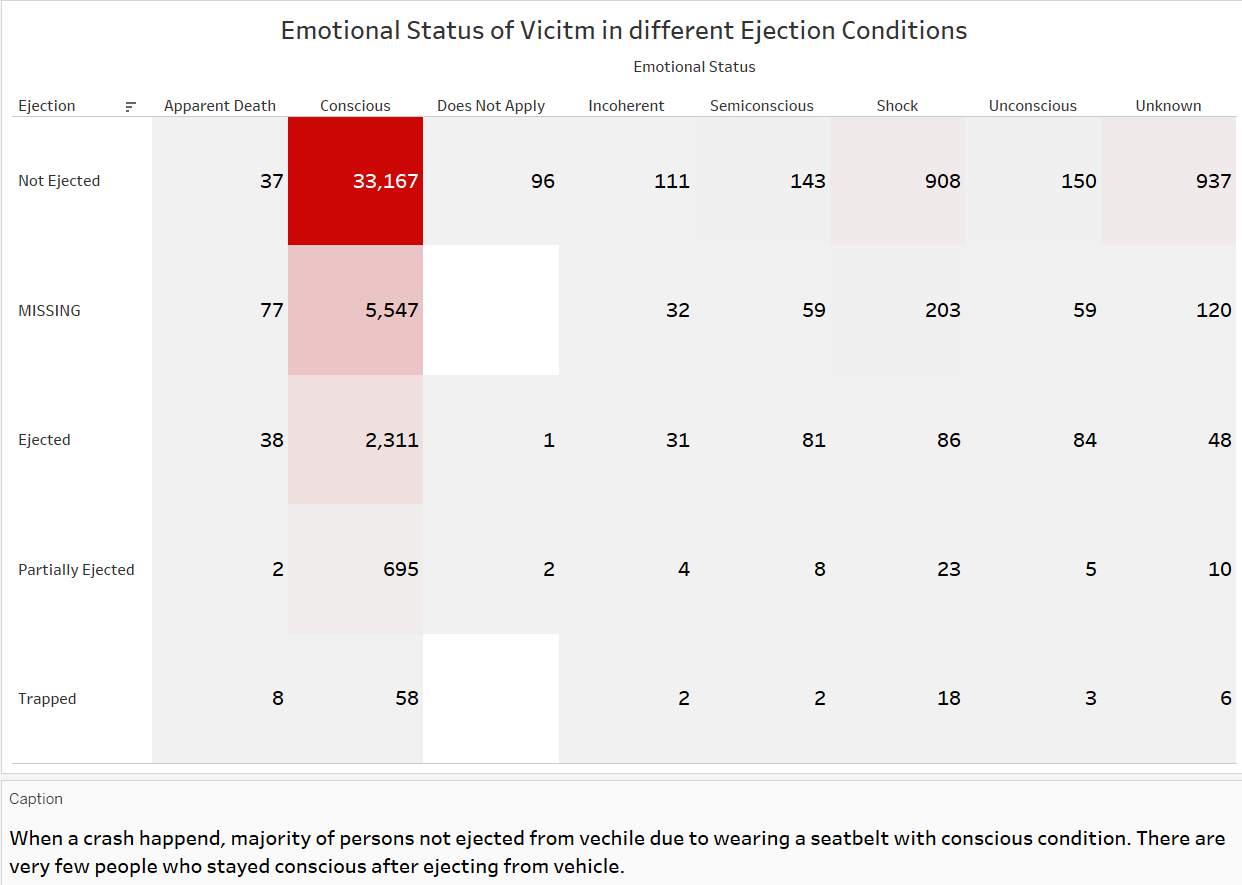 Emotional Status of Vicitm in different Ejection Conditions
Emotional Status
Ejection Apparent Death Conscious Does Not Apply Incoherent Semiconscious Shock Unconscious Unknown
Not Ejected 37 33,167 96 111 143 908 150 937
MISSING 77 5,547 32 59 203 59 120
Ejected 38 2,311 1 31 81 86 84 48
Partially Ejected 2 695 2 4 8 23 5 10
Trapped 8 58 2 2 18 3 6
Caption
When a crash happend, majority of persons not ejected from vechile due to wearing a seatbelt with conscious condition. There are
very few people who stayed conscious after ejecting from vehicle.